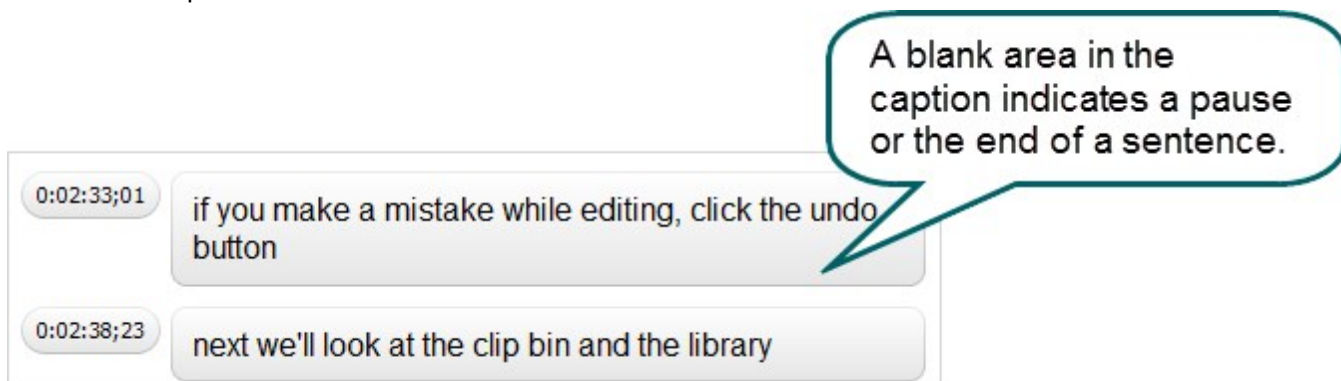 A blank area in the
caption indicates a pause
or the end of a sentence.
0:02:33;01
if you make a mistake while editing, click the undo
button
0:02:38;23
next we'll look at the clip bin and the library